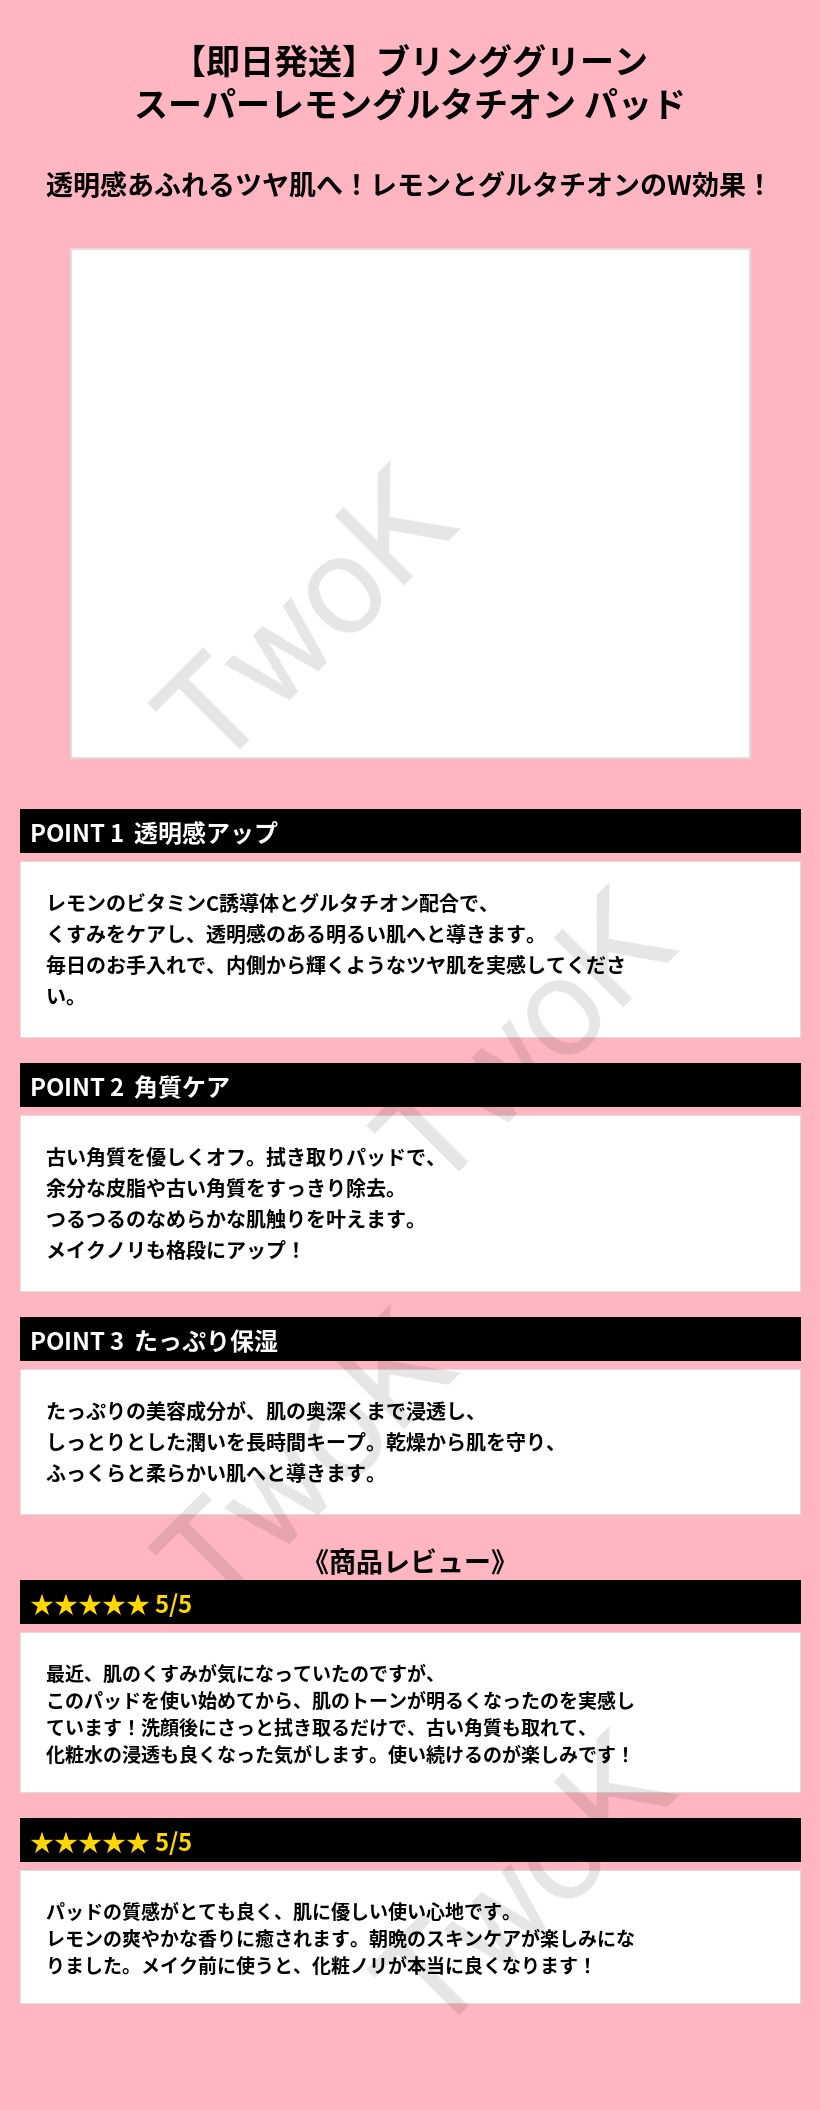 【即日発送】ブリンググリーン
スーパーレモングルタチオン パッド
透明感あふれるツヤ肌へ！レモンとグルタチオンのW効果！
TwoK
POINT 1 透明感アップ
レモンのビタミンC誘導体とグルタチオン配合で、
くすみをケアし、透明感のある明るい肌へと導きます。
毎日のお手入れで、内側から輝くようなツヤ肌を実感してくださ
い。
TwoK
POINT 2 角質ケア
古い角質を優しくオフ。拭き取りパッドで、
余分な皮脂や古い角質をすっきり除去。
つるつるのなめらかな肌触りを叶えます。
メイクノリも格段にアップ！
POINT 3 たっぷり保湿
たっぷりの美容成分が、肌の奥深くまで浸透し、
しっとりとした潤いを長時間キープ。乾燥から肌を守り、
ふっくらと柔らかい肌へと導きます。
TwoK
《商品レビュー》
★★★★★ 5/5
最近、肌のくすみが気になっていたのですが、
このパッドを使い始めてから、肌のトーンが明るくなったのを実感し
ています！洗顔後にさっと拭き取るだけで、古い角質も取れて、
化粧水の浸透も良くなった気がします。使い続けるのが楽しみです！
★★★★★ 5/5
パッドの質感がとても良く、肌に優しい使い心地です。
レモンの爽やかな香りに癒されます。朝晩のスキンケアが楽しみにな
りました。メイク前に使うと、化粧ノリが本当に良くなります！
TwoK